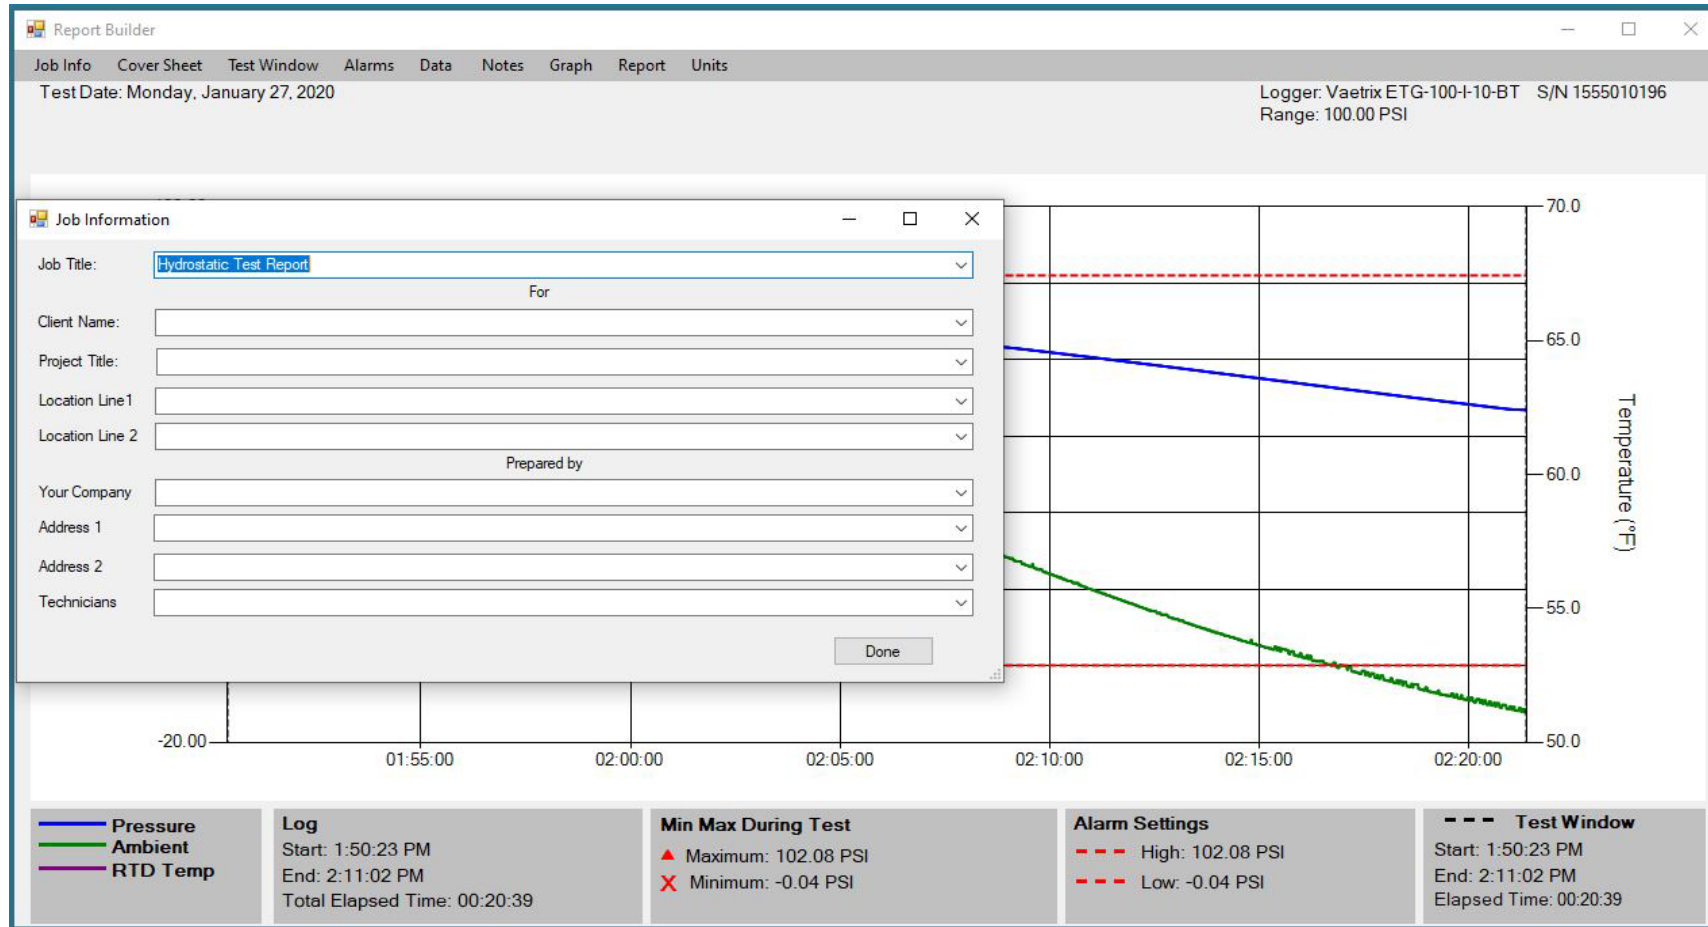 Report Builder
Job Info Cover Sheet Test Window Alarms Data Notes Graph Report Units
Test Date: Monday, January 27, 2020
Logger: Vaetrix ETG-100-I-10-BT S/N 1555010196
Range: 100.00 PSI
Job Information
Job Title: Hydrostatic Test Report
For
Client Name:
Project Title:
Location Line1
Location Line 2
Prepared by
Your Company
Address 1
Address 2
Technicians
Done
70.0
65.0
60.0
55.0
50.0
Temperature (°F)
-20.00
01:55:00 02:00:00 02:05:00 02:10:00 02:15:00 02:20:00
Pressure
Ambient
RTD Temp
Log
Start: 1:50:23 PM
End: 2:11:02 PM
Total Elapsed Time: 00:20:39
Min Max During Test
Maximum: 102.08 PSI
Minimum: -0.04 PSI
Alarm Settings
High: 102.08 PSI
Low: -0.04 PSI
Test Window
Start: 1:50:23 PM
End: 2:11:02 PM
Elapsed Time: 00:20:39